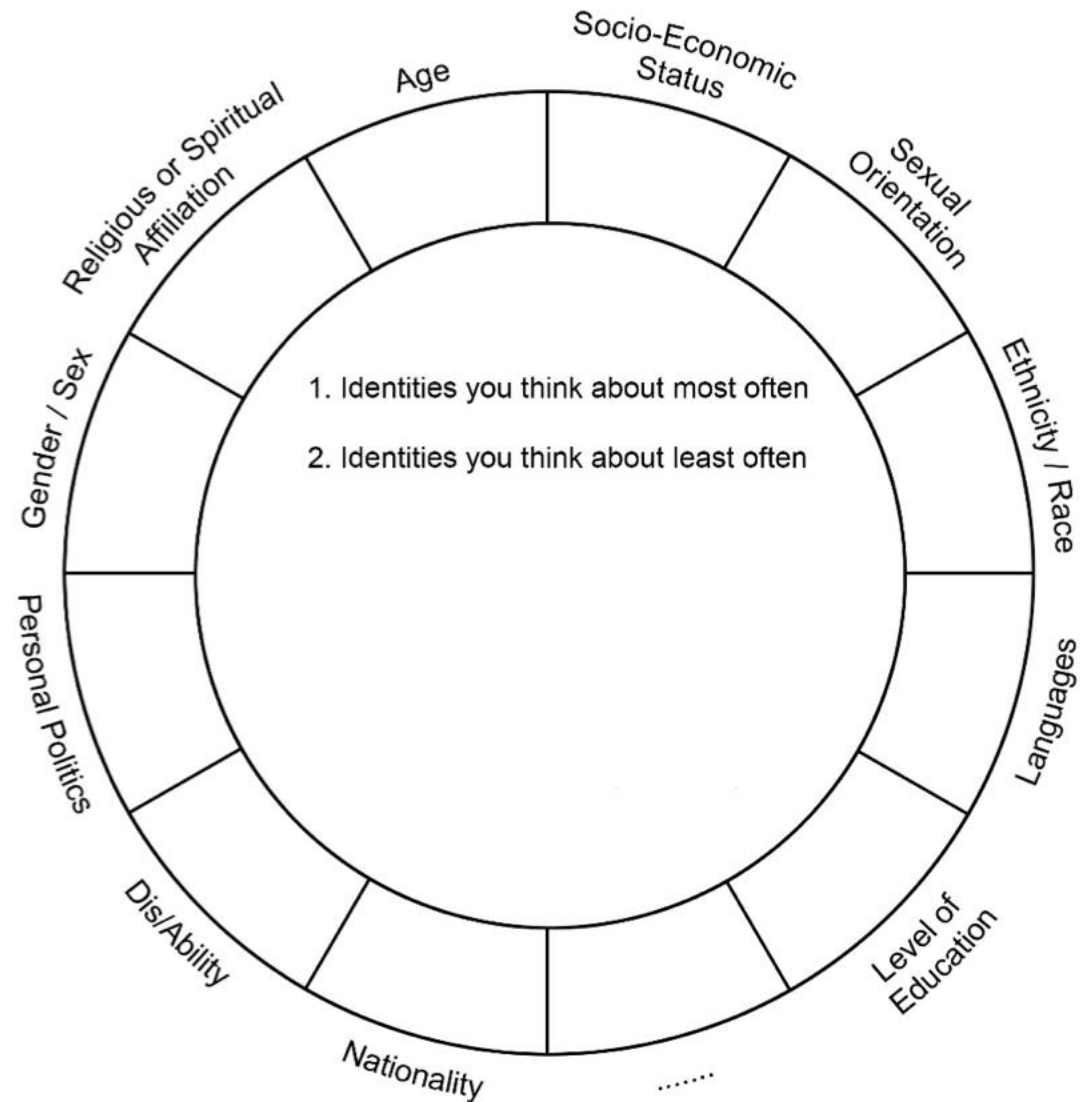 Socio-Economic
Status
Sexual
Orientation
Ethnicity / Race
Languages
Level of
Education
.......
Nationality
Dis/Ability
Personal Politics
Gender / Sex
Religious or Spiritual
Affiliation
Age
1. Identities you think about most often
2. Identities you think about least often